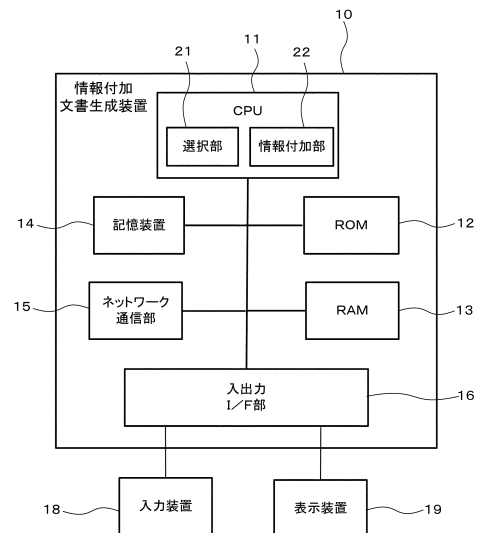 10
11
21
22
情報付加
文書生成装置
CPU
選択部
情報付加部
14
記憶装置
ROM
12
15
ネットワーク
通信部
RAM
13
入出力
I/F部
16
18
入力装置
表示装置
19